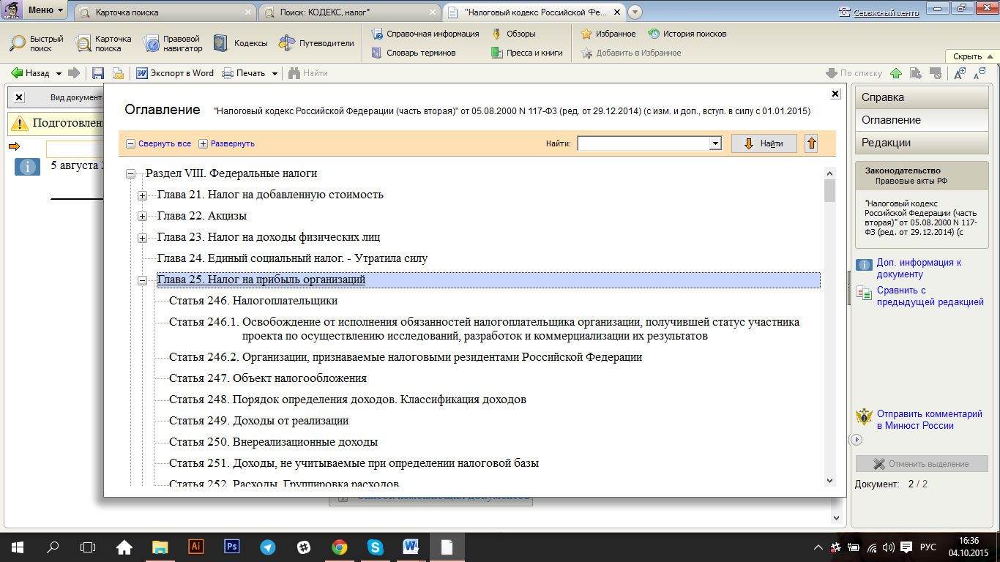 Меню
Карточка поиска
Поиск: КОДЕКС, налог*
"Налоговый кодекс Российской Фе...
Сервисный центр
Быстрый поиск
Карточка поиска
Правовой навигатор
Кодексы
Путеводители
Справочная информация
Обзоры
Избранное
История поисков
Словарь терминов
Пресса и книги
Добавить в Избранное
Скрыть
Назад
Экспорт в Word
Печать
Найти
По списку
Вид документ
Подготовлен
5 августа 2
Оглавление
"Налоговый кодекс Российской Федерации (часть вторая)" от 05.08.2000 N 117-ФЗ (ред. от 29.12.2014) (с изм. и доп., вступ. в силу с 01.01.2015)
Свернуть все
Развернуть
Найти:
Найти
Раздел VIII. Федеральные налоги
Глава 21. Налог на добавленную стоимость
Глава 22. Акцизы
Глава 23. Налог на доходы физических лиц
Глава 24. Единый социальный налог. - Утратила силу
Глава 25. Налог на прибыль организаций
Статья 246. Налогоплательщики
Статья 246.1. Освобождение от исполнения обязанностей налогоплательщика организации, получившей статус участника
проекта по осуществлению исследований, разработок и коммерциализации их результатов
Статья 246.2. Организации, признаваемые налоговыми резидентами Российской Федерации
Статья 247. Объект налогообложения
Статья 248. Порядок определения доходов. Классификация доходов
Статья 249. Доходы от реализации
Статья 250. Внереализационные доходы
Статья 251. Доходы, не учитываемые при определении налоговой базы
Статья 252. Расходы. Группировка расходов
Список изменяющих документов
Справка
Оглавление
Редакции
Законодательство
Правовые акты РФ
"Налоговый кодекс
Российской Федерации (часть
вторая)" от 05.08.2000 N 117-
ФЗ (ред. от 29.12.2014) (с
Доп. информация к
документу
Сравнить с
предыдущей редакцией
Отправить комментарий
в Минюст России
Отменить выделение
Документ: 2 / 2
Ai
Ps
РУС
16:36
04.10.2015